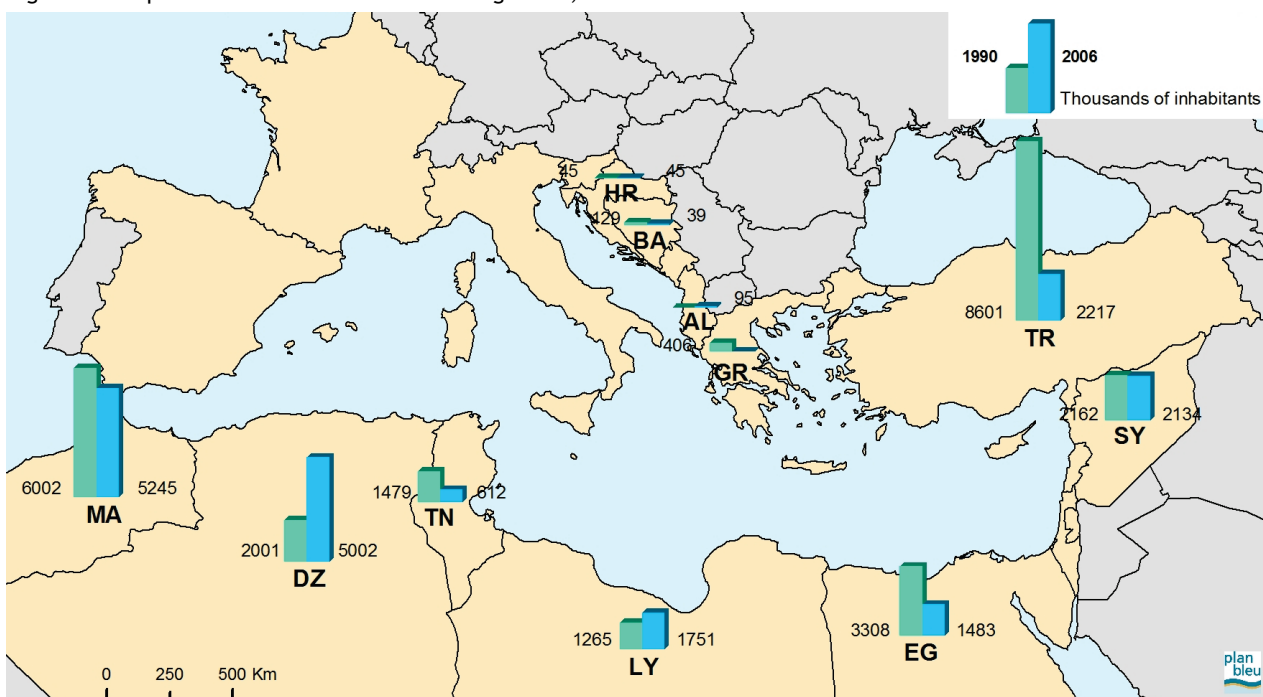 1990 2006
Thousands of inhabitants
45 45
HR
129 39
BA
95
AL
406
GR
8601 2217
TR
2162 2134
SY
6002 5245
MA
1479 612
TN
2001 5002
DZ
1265 1751
LY
3308 1483
EG
0 250 500 Km
plan
bleu